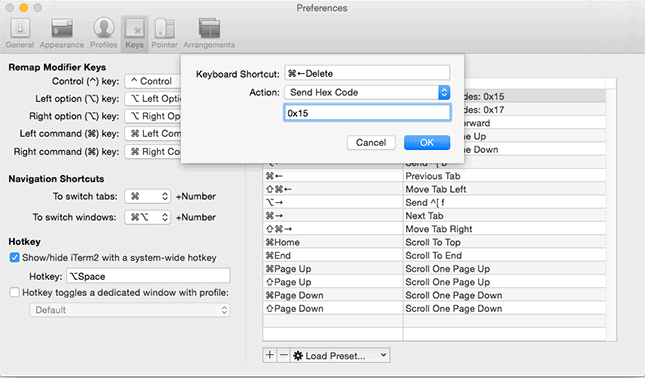 Preferences
General Appearance Profiles Keys Pointer Arrangements
Remap Modifier Keys
Control (^) key: ^ Control
Left option (⌥) key: ⌥ Left Optio
Right option (⌥) key: ⌥ Right Op
Left command (⌘) key: ⌘ Left Com
Right command (⌘) key: ⌘ Right Co
Navigation Shortcuts
To switch tabs: ⌘ +Number
To switch windows: ⌘⌥ +Number
Hotkey
Show/hide iTerm2 with a system-wide hotkey
Hotkey: ⌥Space
Hotkey toggles a dedicated window with profile:
Default
Keyboard Shortcut: ⌘←Delete
Action: Send Hex Code
0x15
Cancel OK
des: 0x15
des: 0x17
orward
e Up
e Down
Send ^[ b
⌘← Previous Tab
⇧⌘← Move Tab Left
⌥→ Send ^[ f
⌘→ Next Tab
⇧⌘→ Move Tab Right
⌘Home Scroll To Top
⌘End Scroll To End
⌘Page Up Scroll One Page Up
⇧Page Up Scroll One Page Up
⌘Page Down Scroll One Page Down
⇧Page Down Scroll One Page Down
+ − Load Preset...